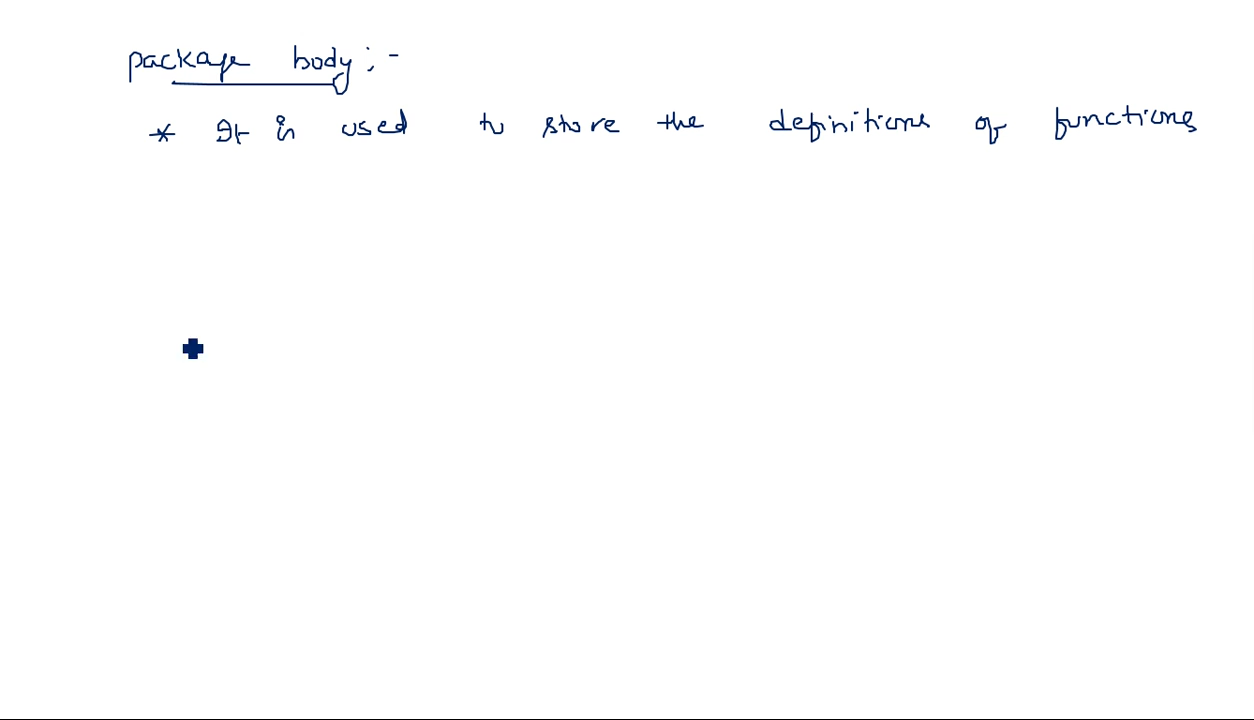 package body : -
* It is used to store the definitions of functions